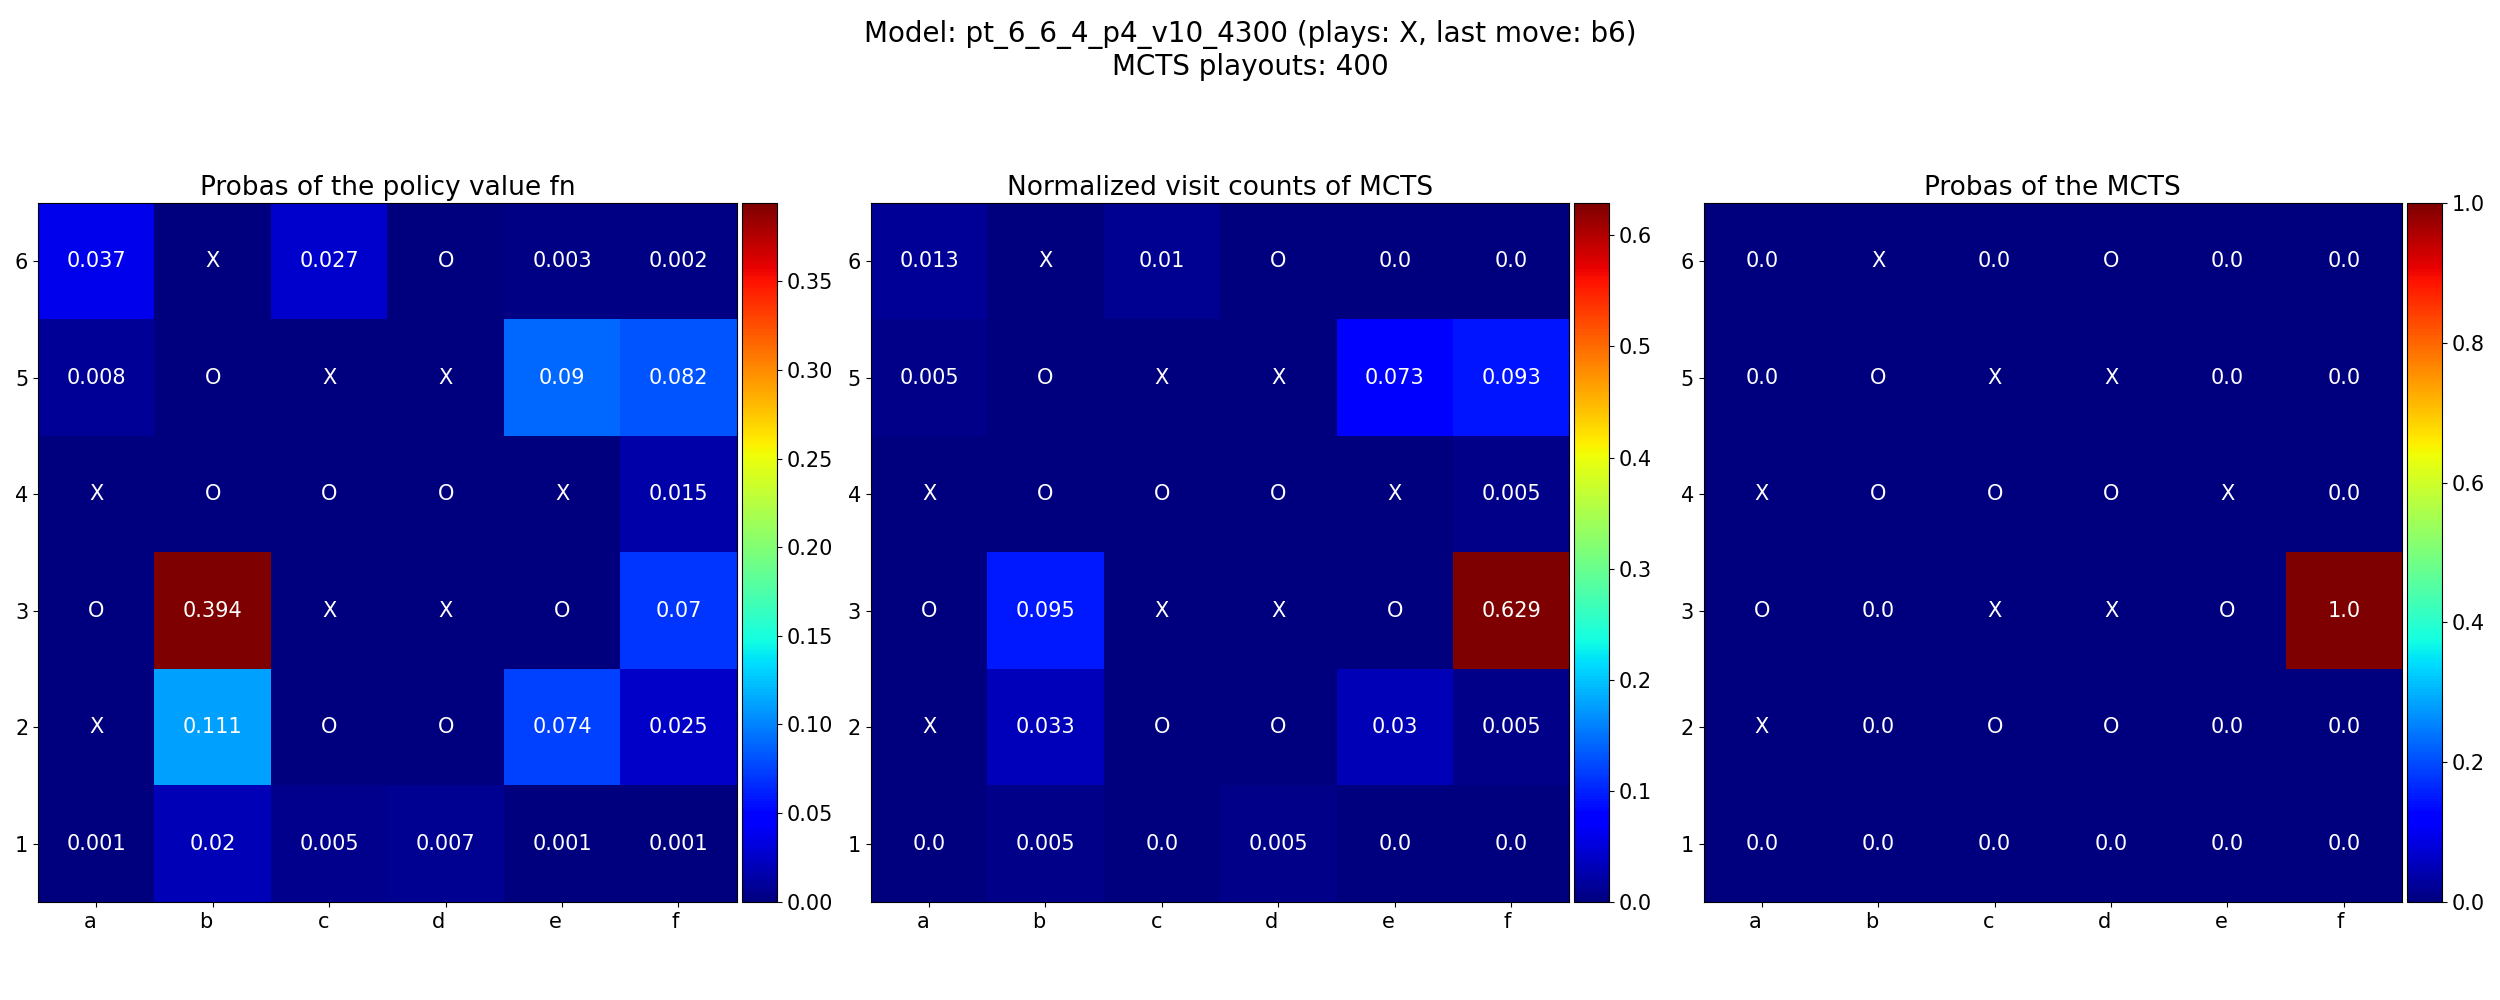 Model: pt_6_6_4_p4_v10_4300 (plays: X, last move: b6)
MCTS playouts: 400
Probas of the policy value fn
6 0.037 X 0.027 O 0.003 0.002
5 0.008 O X X 0.09 0.082
4 X O O O X 0.015
3 O 0.394 X X O 0.07
2 X 0.111 O O 0.074 0.025
1 0.001 0.02 0.005 0.007 0.001 0.001
a b c d e f
0.35
0.30
0.25
0.20
0.15
0.10
0.05
0.00
Normalized visit counts of MCTS
6 0.013 X 0.01 O 0.0 0.0
5 0.005 O X X 0.073 0.093
4 X O O O X 0.005
3 O 0.095 X X O 0.629
2 X 0.033 O O 0.03 0.005
1 0.0 0.005 0.0 0.005 0.0 0.0
a b c d e f
0.6
0.5
0.4
0.3
0.2
0.1
0.0
Probas of the MCTS
6 0.0 X 0.0 O 0.0 0.0
5 0.0 O X X 0.0 0.0
4 X O O O X 0.0
3 O 0.0 X X O 1.0
2 X 0.0 O O 0.0 0.0
1 0.0 0.0 0.0 0.0 0.0 0.0
a b c d e f
1.0
0.8
0.6
0.4
0.2
0.0